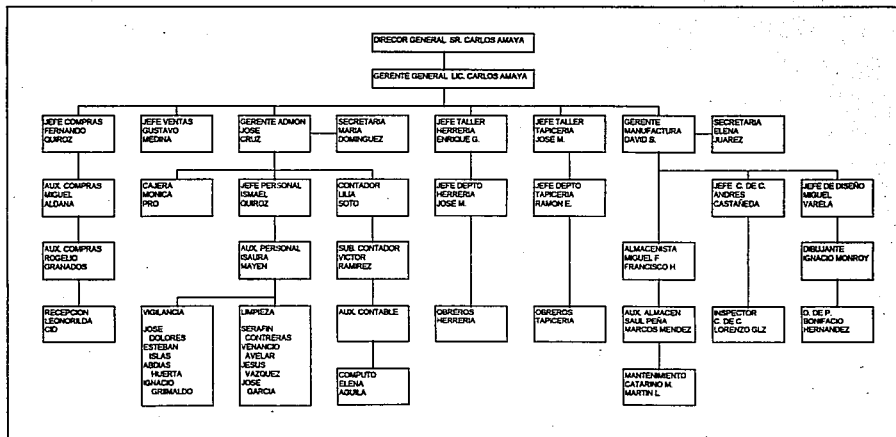 DIRECOR GENERAL SR. CARLOS AMAYA
GERENTE GENERAL LIC. CARLOS AMAYA
JEFE COMPRAS
FERNANDO
QUIROZ
JEFE VENTAS
GUSTAVO
MEDINA
GERENTE ADMON
JOSE
CRUZ
SECRETARIA
MARIA
DOMINGUEZ
JEFE TALLER
HERRERIA
ENRIQUE G.
JEFE TALLER
TAPICERIA
JOSE M.
GERENTE
MANUFACTURA
DAVID S.
SECRETARIA
ELENA
JUAREZ
AUX. COMPRAS
MIGUEL
ALDANA
CAJERA
MONICA
PRO
JEFE PERSONAL
ISMAEL
QUIROZ
CONTADOR
LILIA
SOTO
JEFE DEPTO
HERRERIA
JOSE M.
JEFE DEPTO
TAPICERIA
RAMON E.
JEFE C. DE C.
ANDRES
CASTAÑEDA
JEFE DE DISEÑO
MIGUEL
VARELA
AUX. COMPRAS
ROGELIO
GRANADOS
AUX. PERSONAL
ISAURA
MAYEN
SUB. CONTADOR
VICTOR
RAMIREZ
ALMACENISTA
MIGUEL F
FRANCISCO H
DIBUJANTE
IGNACIO MONROY
RECEPCION
LEONORILDA
CID
VIGILANCIA
JOSE
DOLORES
ESTEBAN
ISLAS
ABDIAS
HUERTA
IGNACIO
GRIMALDO
LIMPIEZA
SERAFIN
CONTRERAS
VENANCIO
AVELAR
JESUS
VAZQUEZ
JOSE
GARCIA
AUX. CONTABLE
OBREROS
HERRERIA
OBREROS
TAPICERIA
AUX. ALMACEN
SAUL PEÑA
MARCOS MENDEZ
INSPECTOR
C. DE C
LORENZO GLZ
D. DE P.
BONIFACIO
HERNANDEZ
COMPUTO
ELENA
AGUILA
MANTENIMIENTO
CATARINO M.
MARTIN L.